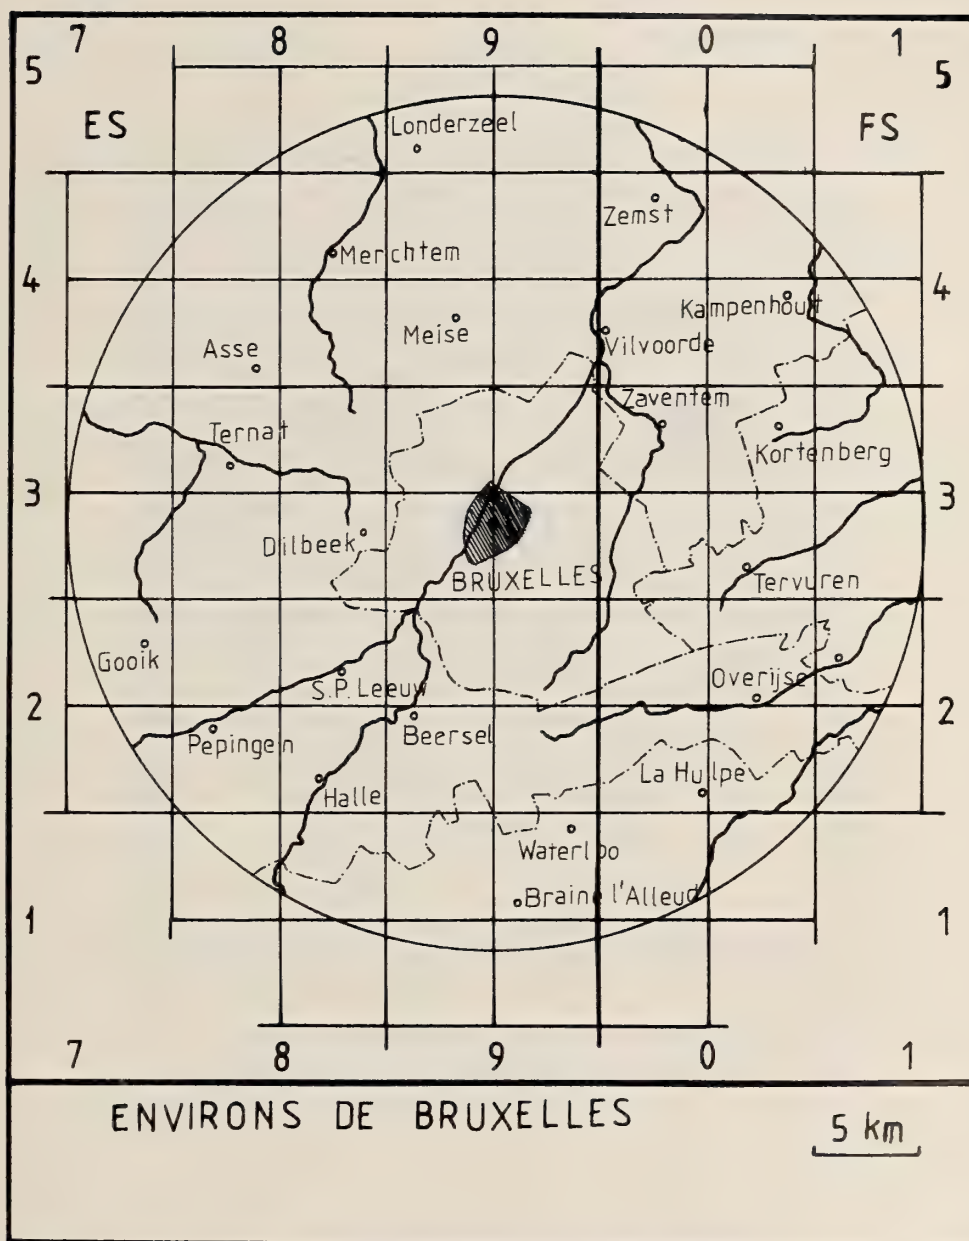 7 8 9 0 1
5 5
ES FS
Londerzeel
Zemst
Merchtem
4 4
Kampenhout
Meise
Vilvoorde
Asse
Zaventem
Ternat
Kortenberg
3 3
Dilbeek
BRUXELLES
Tervuren
Gooik
S.P. Leeuw
Overijse
2 2
Pepingen
Beersel
La Hulpe
Halle
Waterloo
Braine l'Alleud
1 1
7 8 9 0 1
ENVIRONS DE BRUXELLES
5 km